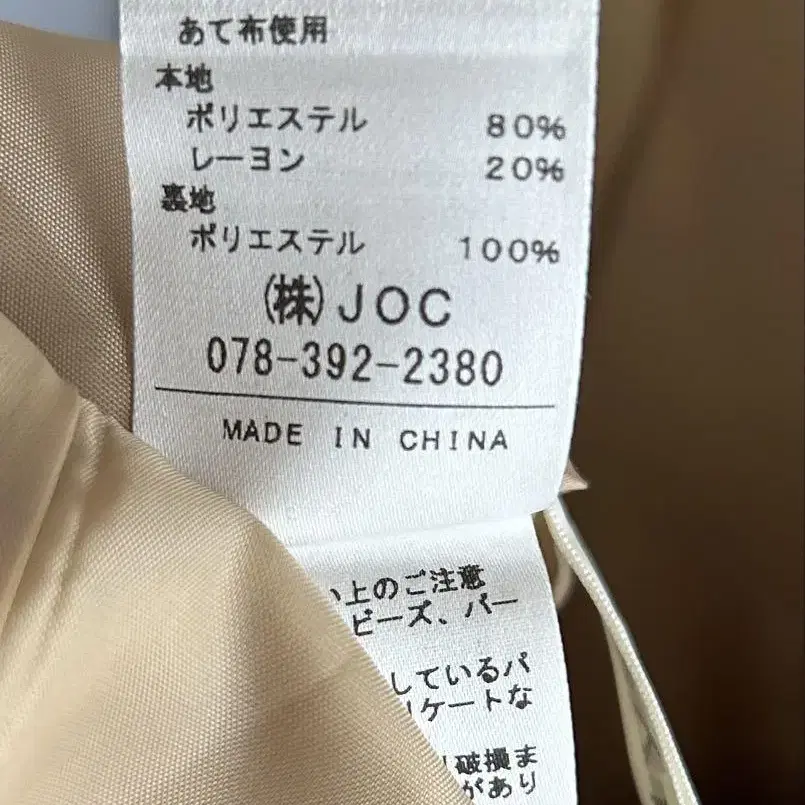 あて布使用
本地
ポリエステル 80%
レーヨン 20%
裏地
ポリエステル 100%
(株)JOC
078-392-2380
MADE IN CHINA
い上のご注意
ビーズ、パー
しているパ
リケートな
破損ま
があり